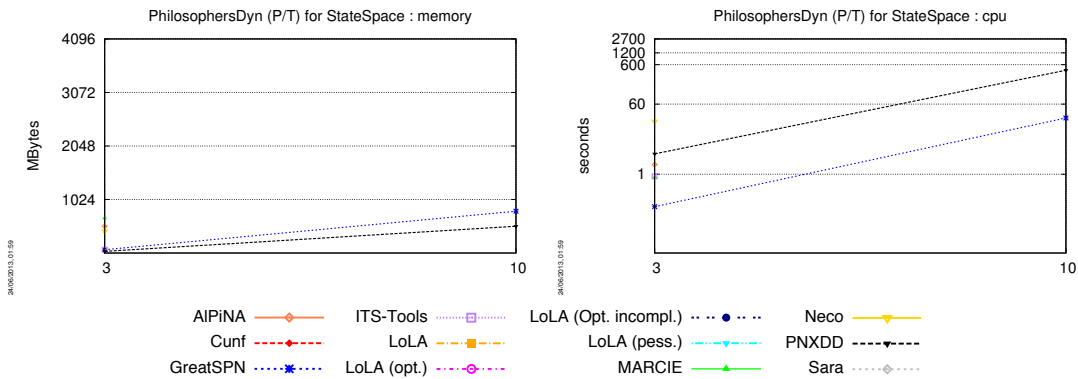 PhilosophersDyn (P/T) for StateSpace : memory
4096
3072
2048
1024
MBytes
3
10
24/06/2013, 01:59
PhilosophersDyn (P/T) for StateSpace : cpu
2700
1200
600
60
1
seconds
3
10
24/06/2013, 01:59
AlPiNA
Cunf
GreatSPN
ITS-Tools
LoLA
LoLA (opt.)
LoLA (Opt. incompl.)
LoLA (pess.)
MARCIE
Neco
PNXDD
Sara